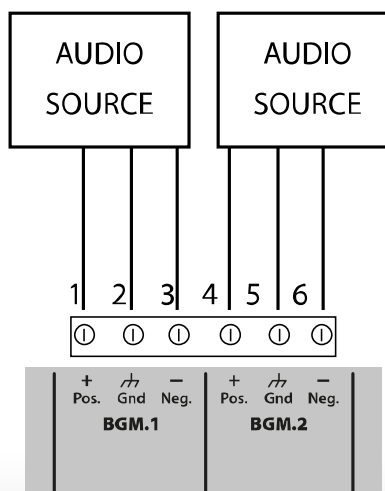 AUDIO SOURCE
AUDIO SOURCE
1 2 3 4 5 6
+ − + −
Pos. Gnd Neg. Pos. Gnd Neg.
BGM.1 BGM.2